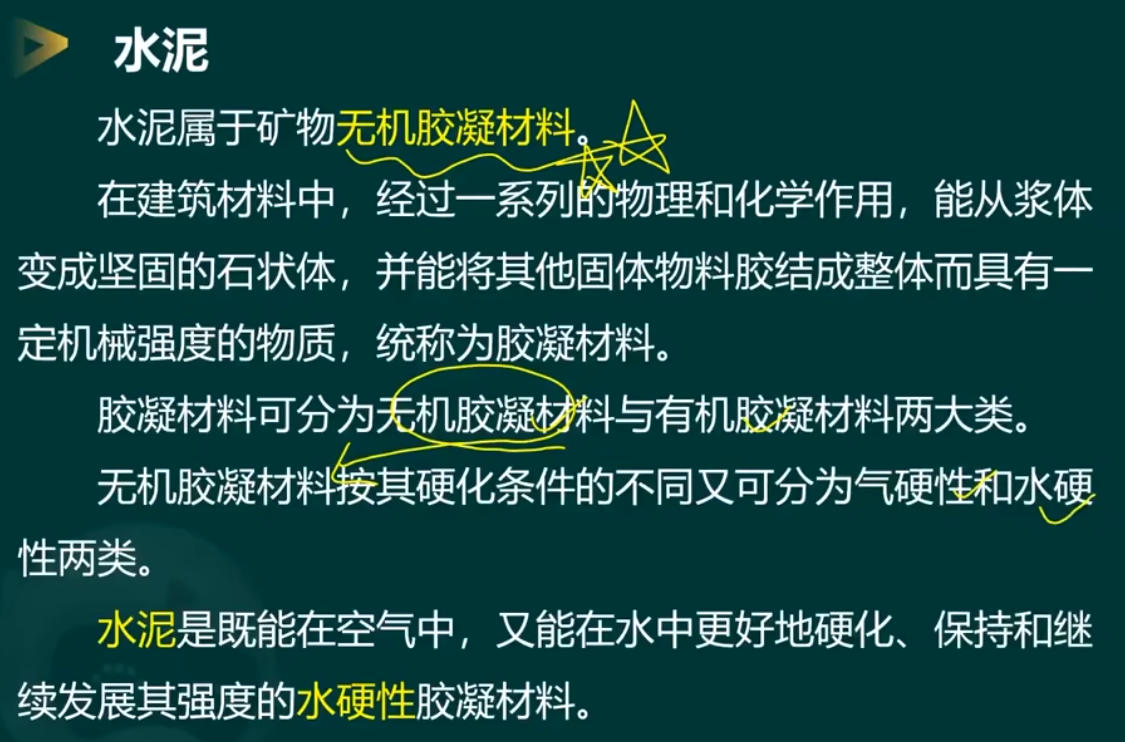 水泥
水泥属于矿物无机胶凝材料。
在建筑材料中，经过一系列的物理和化学作用，能从浆体
变成坚固的石状体，并能将其他固体物料胶结成整体而具有一
定机械强度的物质，统称为胶凝材料。
胶凝材料可分为无机胶凝材料与有机胶凝材料两大类。
无机胶凝材料按其硬化条件的不同又可分为气硬性和水硬
性两类。
水泥是既能在空气中，又能在水中更好地硬化、保持和继
续发展其强度的水硬性胶凝材料。